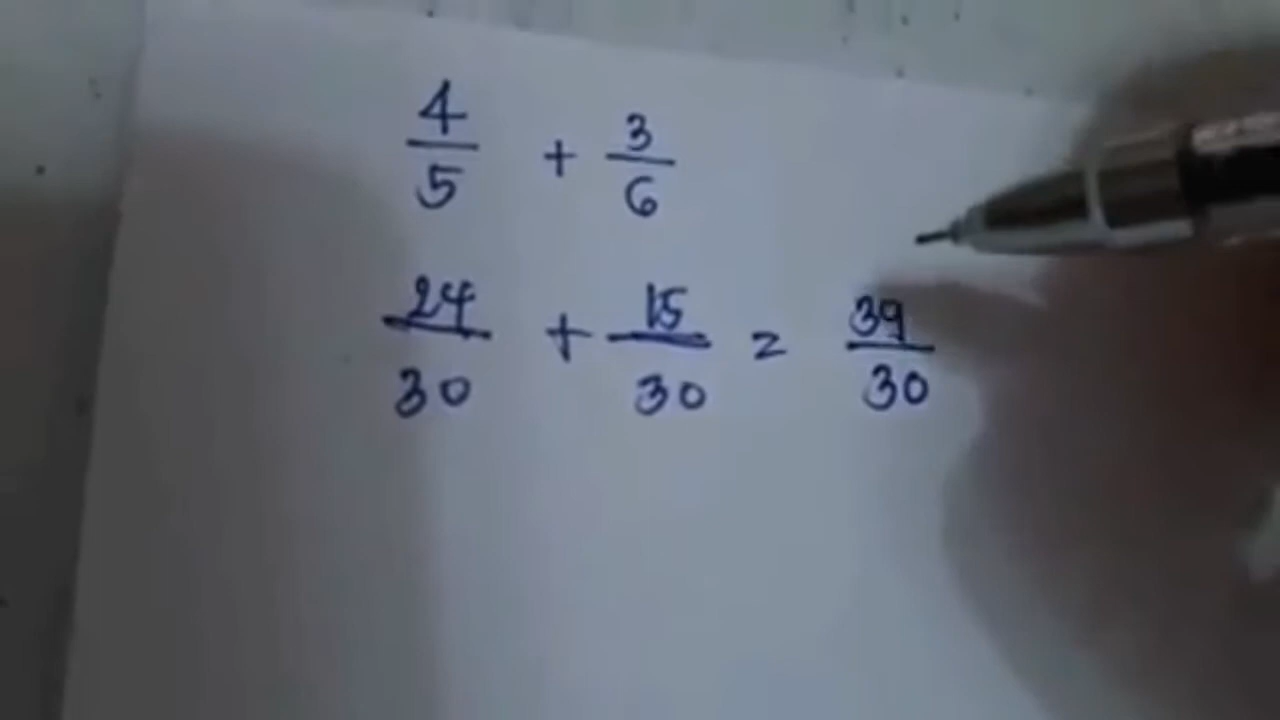 4/5 + 3/6
24/30 + 15/30 = 39/30